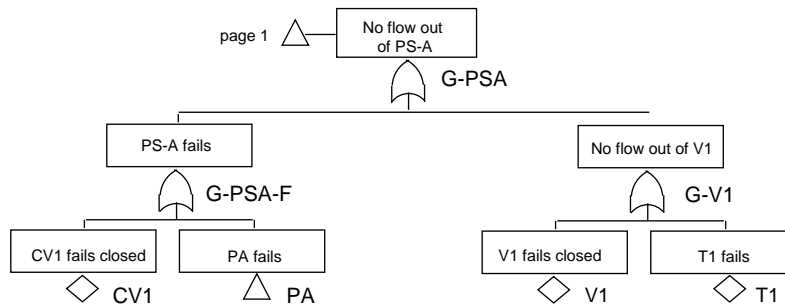 page 1
No flow out
of PS-A
G-PSA
PS-A fails
No flow out of V1
G-PSA-F
G-V1
CV1 fails closed
PA fails
V1 fails closed
T1 fails
CV1
PA
V1
T1